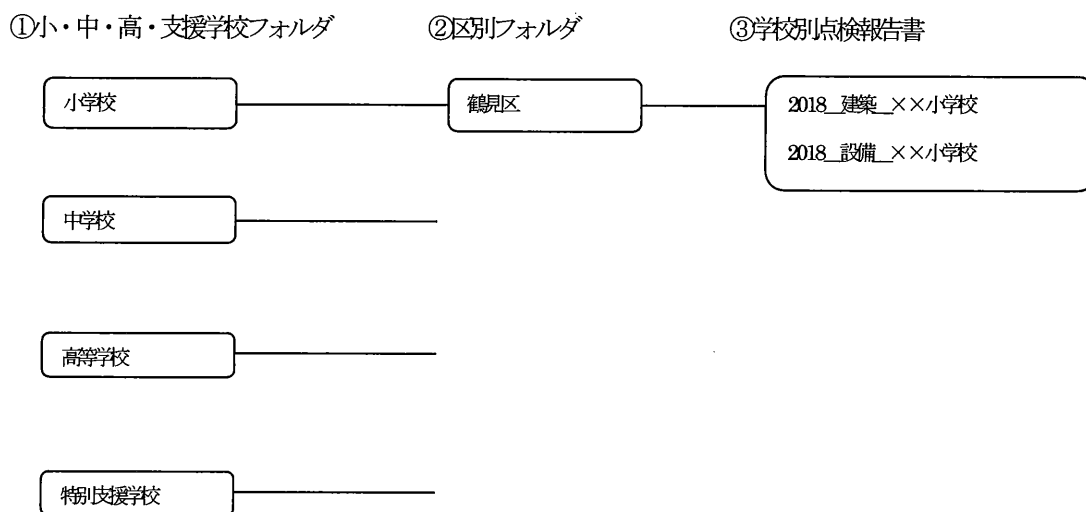 ①小・中・高・支援学校フォルダ ②区別フォルダ ③学校別点検報告書
小学校 鶴見区 2018＿建築＿××小学校
2018＿設備＿××小学校
中学校
高等学校
特別支援学校